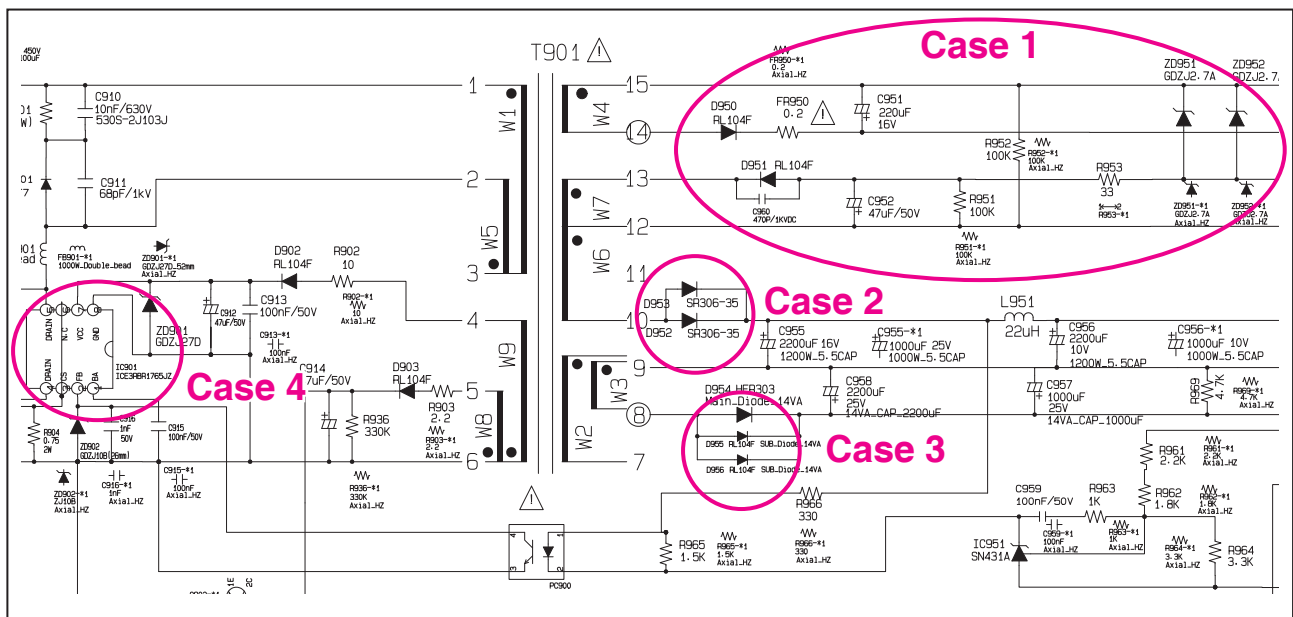 Case 1
Case 2
Case 3
Case 4
450V
100uF
C910
10nF/630V
530S-2J103J
C911
68pF/1kV
T901
1
2
3
4
5
6
W1
W5
W9
W8
W4
W7
W6
W3
W2
15
14
13
12
11
10
9
8
7
FR950-*1
0.2
Axial_HZ
D950
RL104F
FR950
0.2
C951
220uF
16V
ZD951
GDZJ2.7A
ZD952
GDZJ2.7A
R952
100K
R952-*1
100K
Axial_HZ
D951 RL104F
C960
470P/1KVDC
C952
47uF/50V
R951
100K
R951-*1
100K
Axial_HZ
R953
33
1 2
R953-*1
ZD951-*1
GDZJ2.7A
Axial_HZ
ZD952-*1
GDZJ2.7A
Axial_HZ
FB901-*1
1000W_Double_bead
ZD901-*1
GDZJ27D_52mm
Axial_HZ
D902
RL104F
R902
10
R902-*1
10
Axial_HZ
C912
47uF/50V
C913
100nF/50V
C913-*1
100nF
Axial_HZ
ZD901
GDZJ27D
DRAIN
N.C
VCC
GND
DRAIN
CS
FB
BA
IC901
ICE3RBR1765JZ
C914
47uF/50V
D903
RL104F
R903
2.2
R903-*1
2.2
Axial_HZ
R936
330K
R936-*1
330K
Axial_HZ
R904
0.75
2W
ZD902
GDZJ10B(26mm)
C916
1nF
50V
C915
100nF/50V
ZD902-*1
ZJ10B
Axial_HZ
C916-*1
1nF
Axial_HZ
C915-*1
100nF
Axial_HZ
D953
SR306-35
D952
SR306-35
C955
2200uF 16V
1200W_5.5CAP
C955-*1
1000uF 25V
1000W_5.5CAP
L951
22uH
C956
2200uF
10V
1200W_5.5CAP
C956-*1
1000uF 10V
1000W_5.5CAP
D954 HER303
Main_Diode_14VA
D955 RL104F SUB_Diode_14VA
D956 RL104F SUB_Diode_14VA
C958
2200uF
25V
14VA_CAP_2200uF
C957
1000uF
25V
14VA_CAP_1000uF
R969
4.7K
R969-*1
4.7K
Axial_HZ
R961
2.2K
R961-*1
2.2K
Axial_HZ
R962
1.8K
R962-*1
1.8K
Axial_HZ
R966
330
R966-*1
330
Axial_HZ
R965
1.5K
R965-*1
1.5K
Axial_HZ
C959
100nF/50V
C959-*1
100nF
Axial_HZ
R963
1K
R963-*1
1K
Axial_HZ
IC951
SN431A
R964-*1
3.3K
Axial_HZ
R964
3.3K
4
3
1
2
PC900
1E
2C